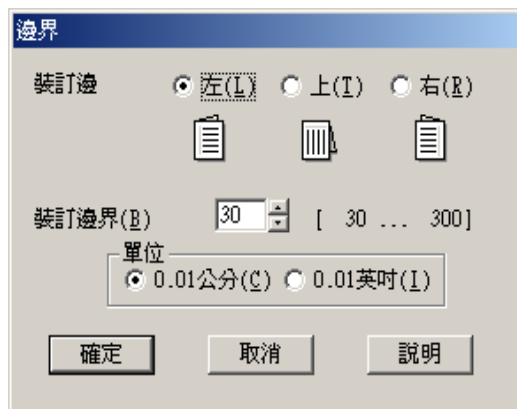 邊界
裝訂邊 左(L) 上(T) 右(R)
裝訂邊界(B) 30 [ 30 ... 300]
單位
0.01公分(C) 0.01英吋(I)
確定 取消 說明